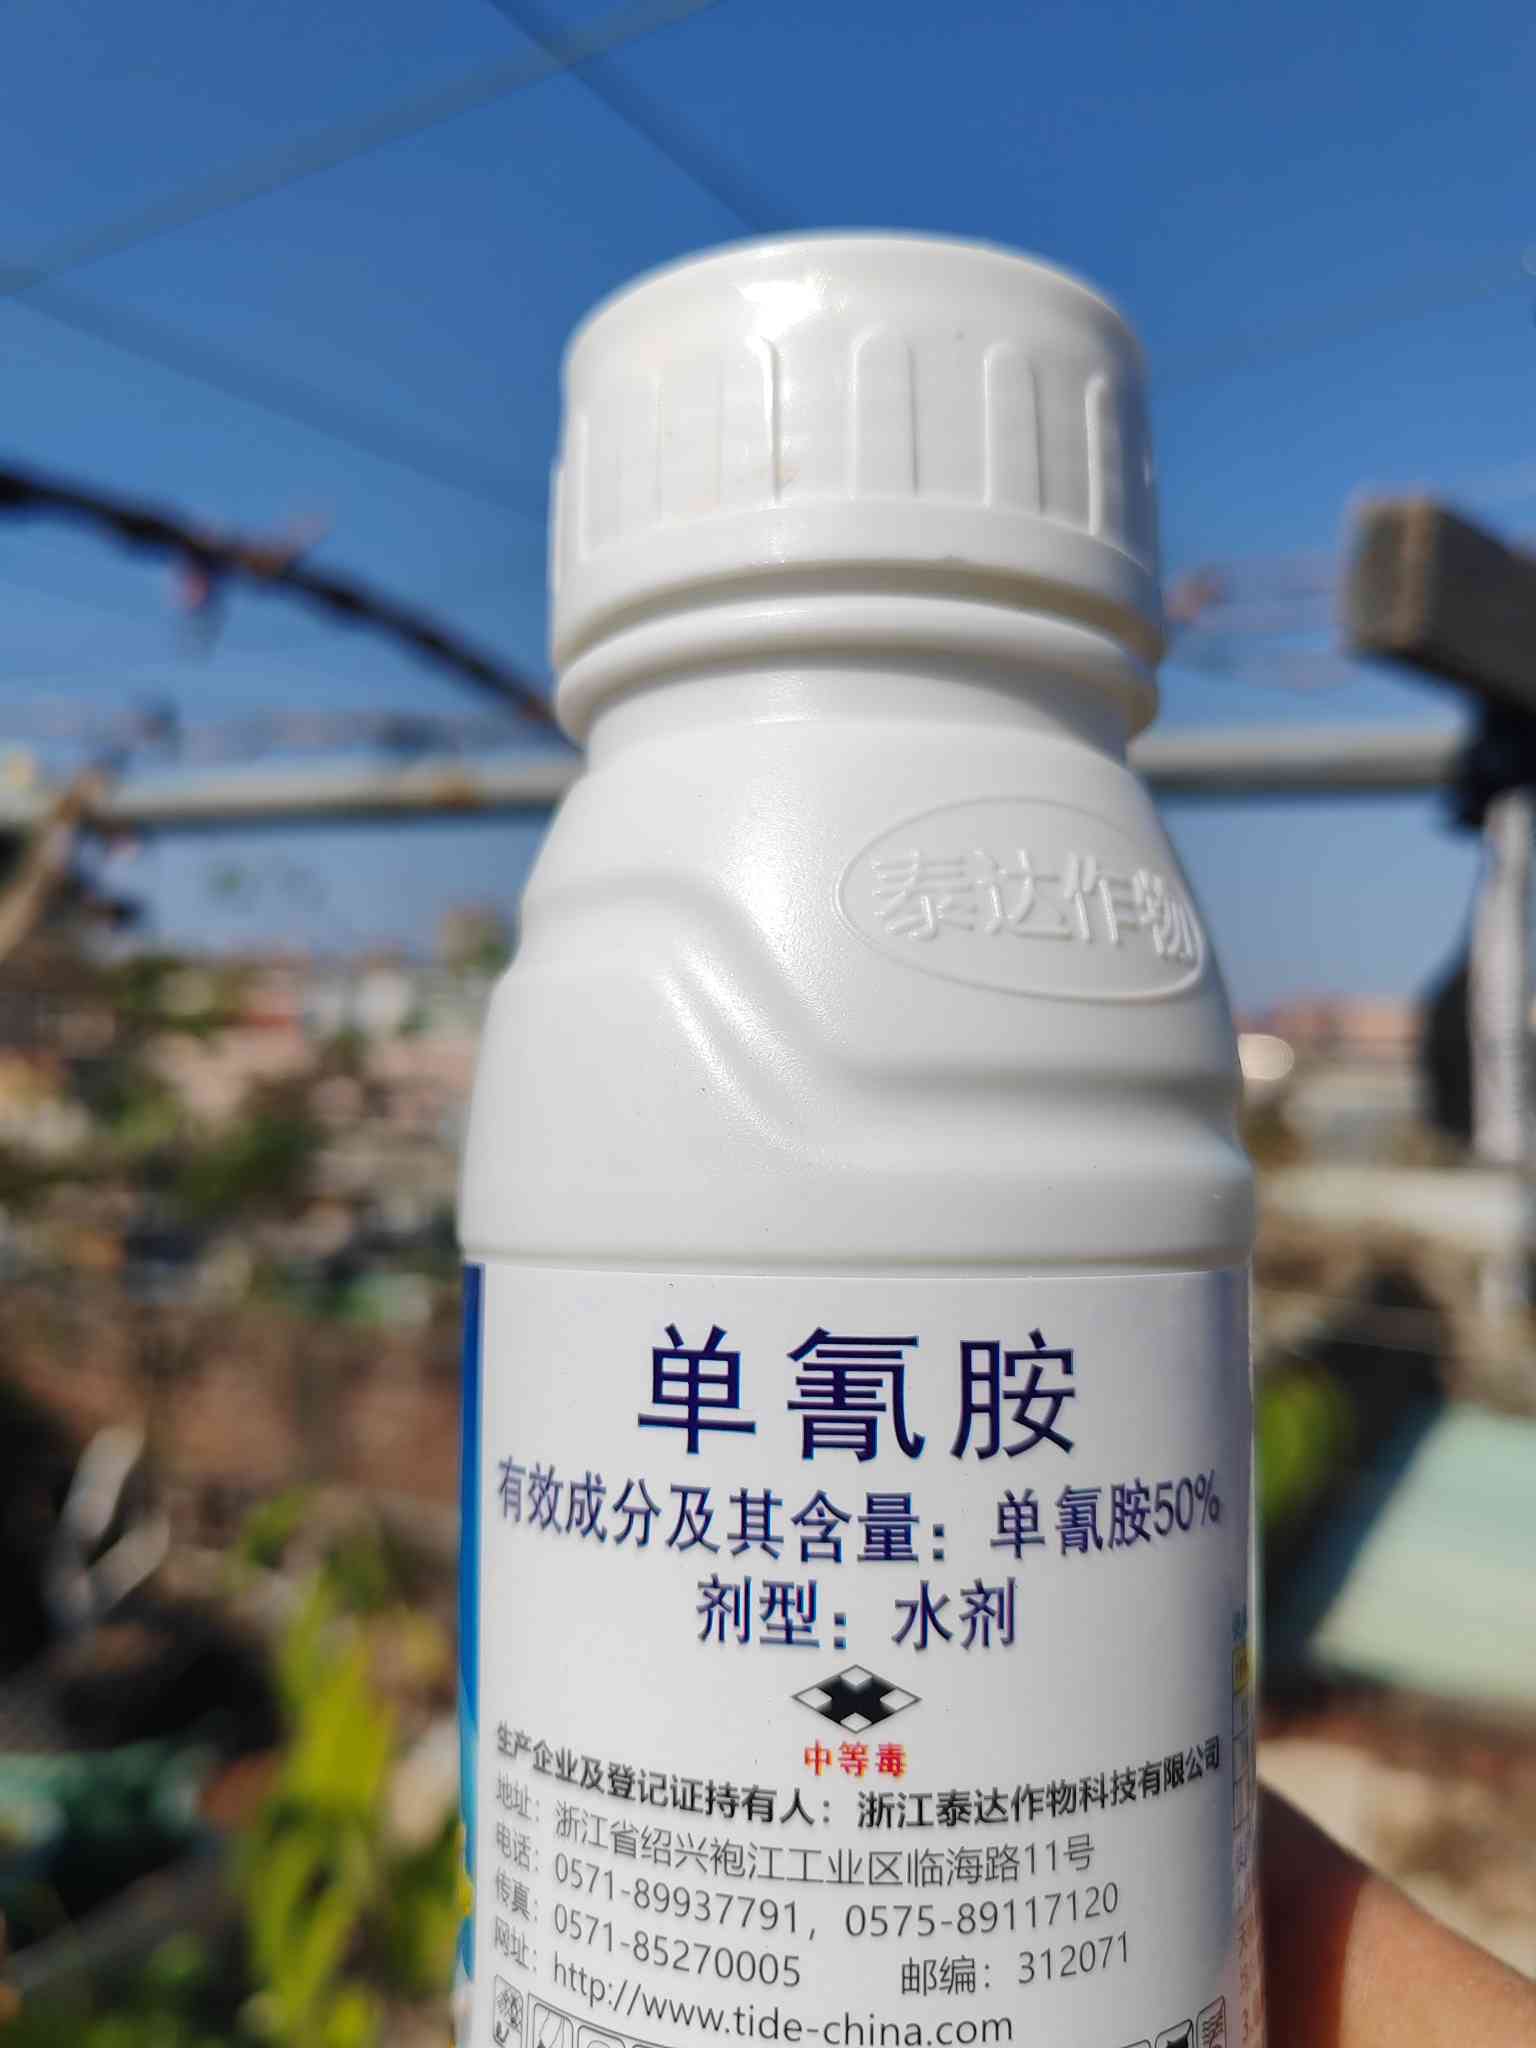 泰达作物
单氰胺
有效成分及其含量：单氰胺50%
剂型：水剂
中等毒
生产企业及登记证持有人：浙江泰达作物科技有限公司
地址：浙江省绍兴袍江工业区临海路11号
电话：0571-89937791，0575-89117120
传真：0571-85270005 邮编：312071
网址：http://www.tide-china.com